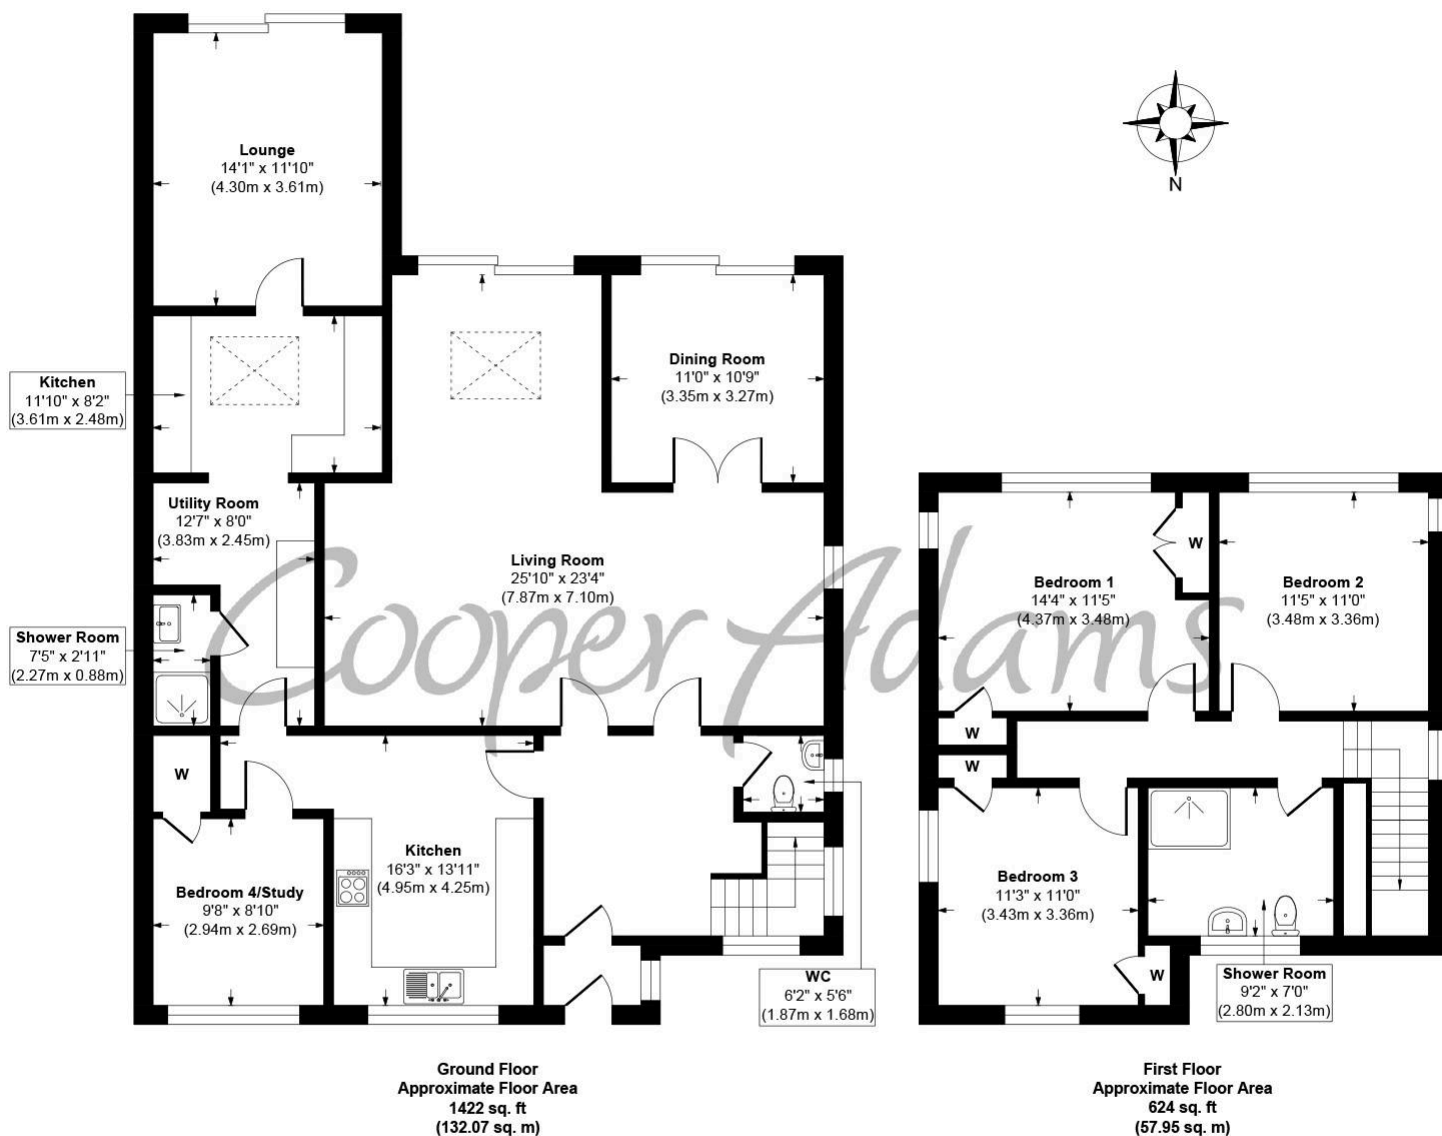 Lounge
14'1" x 11'10"
(4.30m x 3.61m)
N
Kitchen
11'10" x 8'2"
(3.61m x 2.48m)
Dining Room
11'0" x 10'9"
(3.35m x 3.27m)
Utility Room
12'7" x 8'0"
(3.83m x 2.45m)
Living Room
25'10" x 23'4"
(7.87m x 7.10m)
Shower Room
7'5" x 2'11"
(2.27m x 0.88m)
Cooper Adams
W
Bedroom 4/Study
9'8" x 8'10"
(2.94m x 2.69m)
Kitchen
16'3" x 13'11"
(4.95m x 4.25m)
WC
6'2" x 5'6"
(1.87m x 1.68m)
Ground Floor
Approximate Floor Area
1422 sq. ft
(132.07 sq. m)
Bedroom 1
14'4" x 11'5"
(4.37m x 3.48m)
W
Bedroom 2
11'5" x 11'0"
(3.48m x 3.36m)
W
W
Bedroom 3
11'3" x 11'0"
(3.43m x 3.36m)
W
Shower Room
9'2" x 7'0"
(2.80m x 2.13m)
First Floor
Approximate Floor Area
624 sq. ft
(57.95 sq. m)